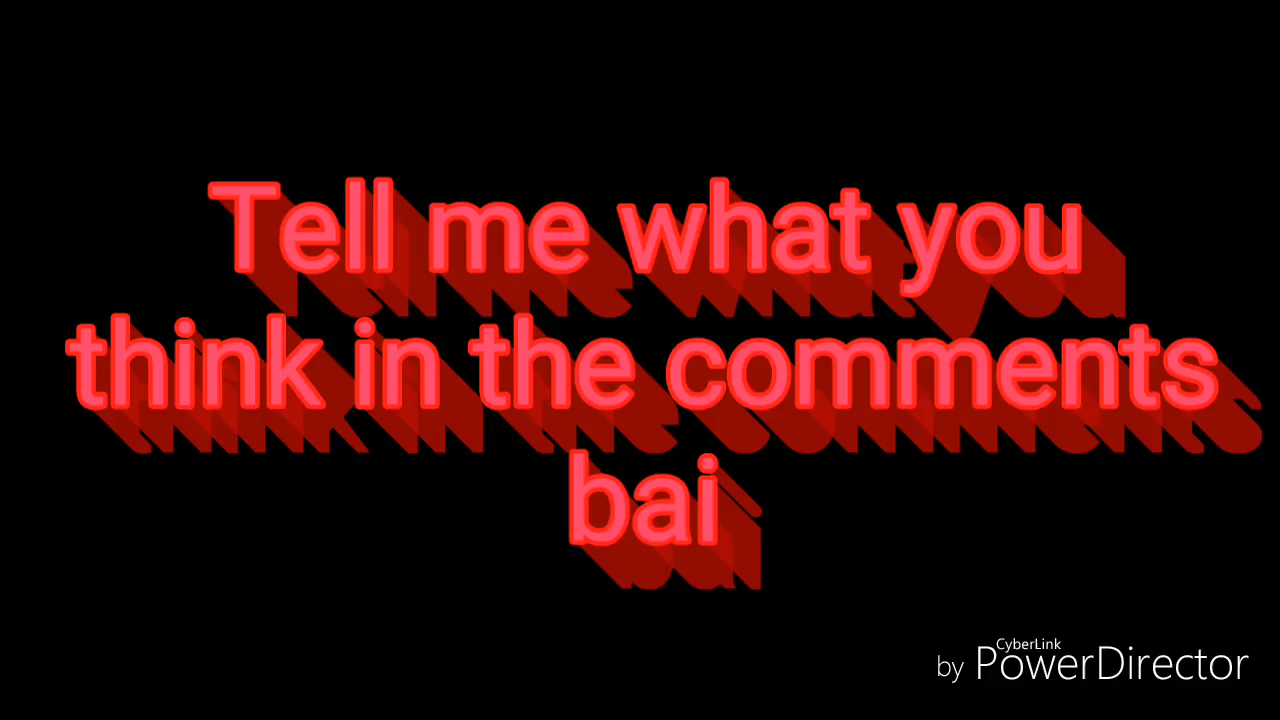 Tell me what you
think in the comments
bai
CyberLink
by PowerDirector